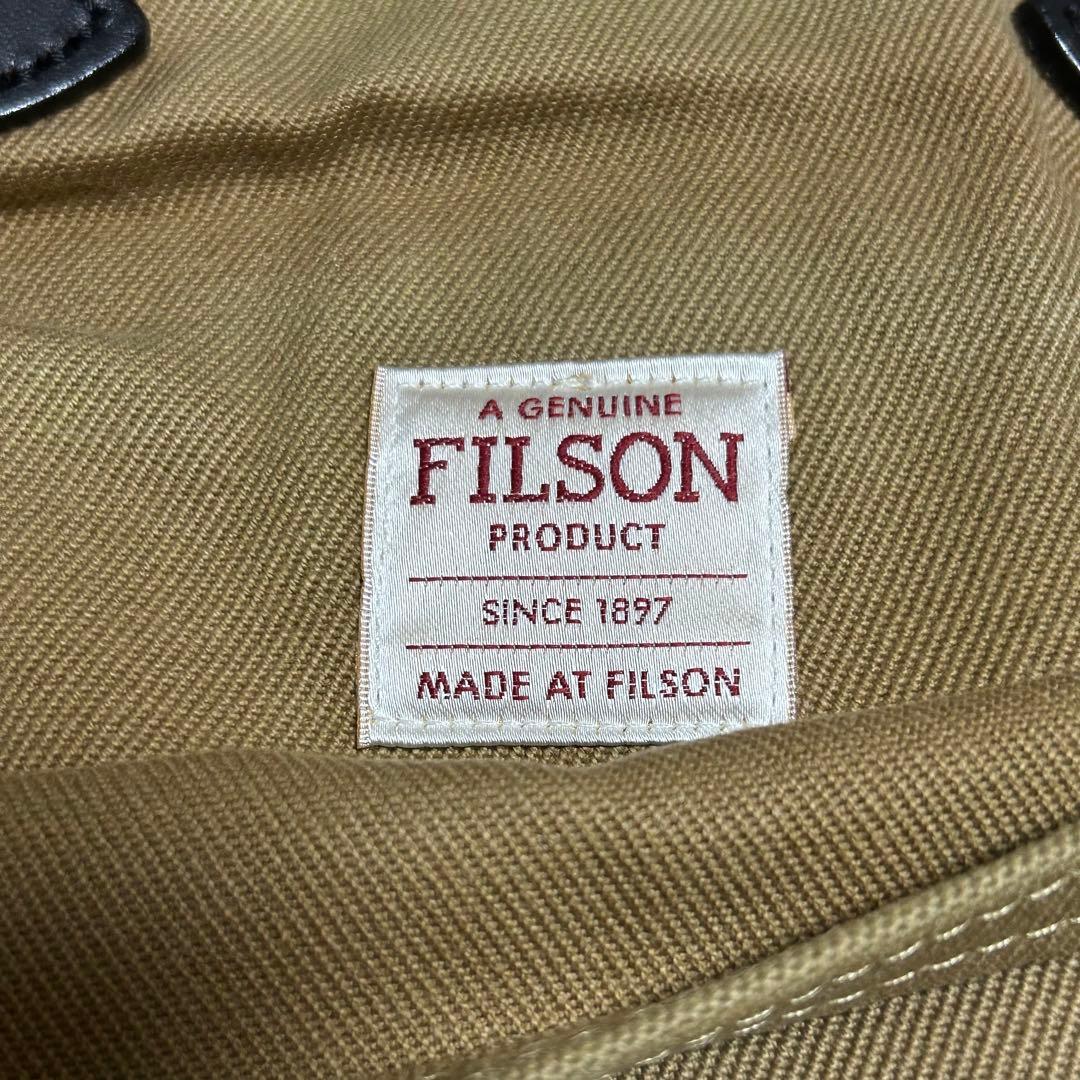 A GENUINE
FILSON
PRODUCT
SINCE 1897
MADE AT FILSON